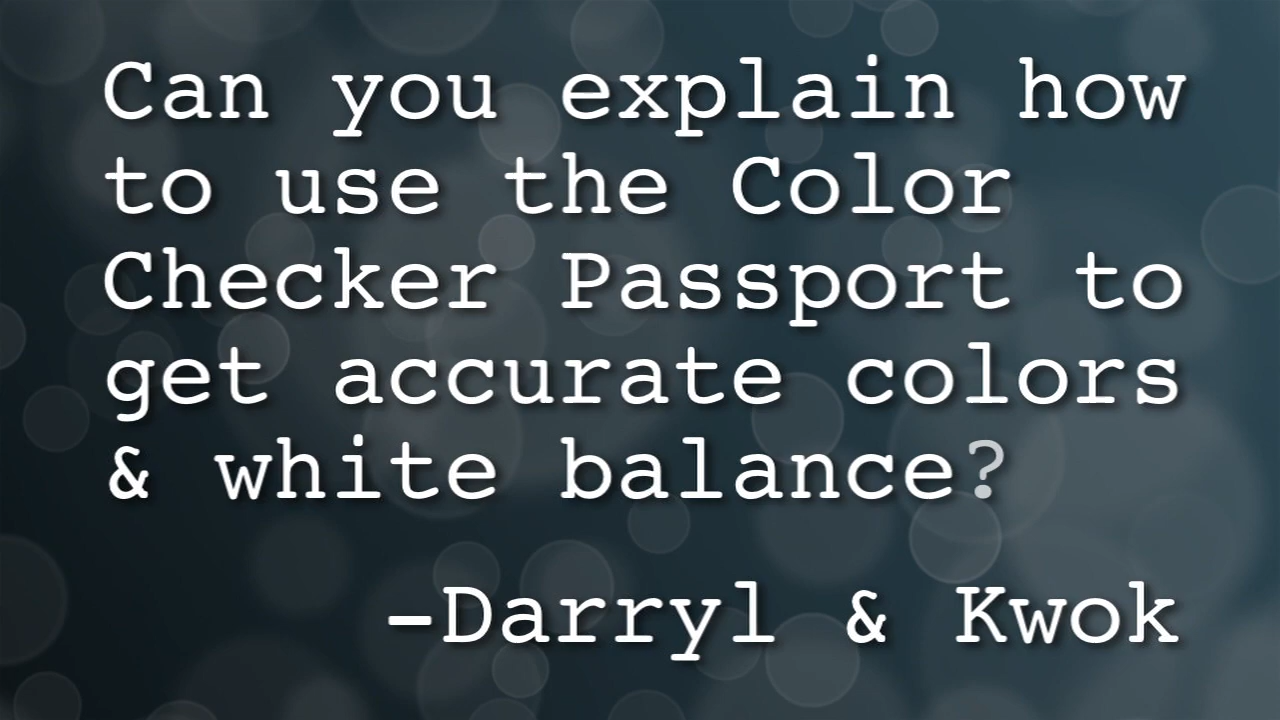 Can you explain how
to use the Color
Checker Passport to
get accurate colors
& white balance?
-Darryl & Kwok